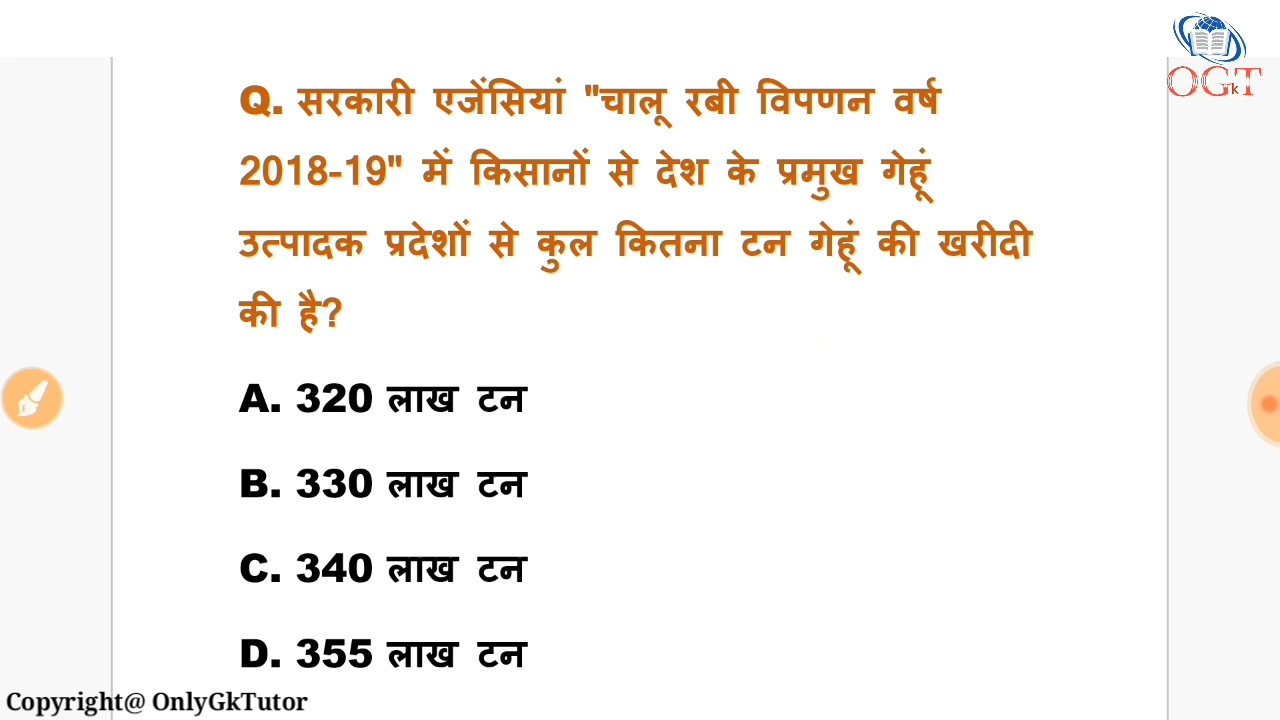 OGT
k
Q. सरकारी एजेंसियां "चालू रबी विपणन वर्ष
2018-19" में किसानों से देश के प्रमुख गेहूं
उत्पादक प्रदेशों से कुल कितना टन गेहूं की खरीदी
की है?
A. 320 लाख टन
B. 330 लाख टन
C. 340 लाख टन
D. 355 लाख टन
Copyright@ OnlyGkTutor